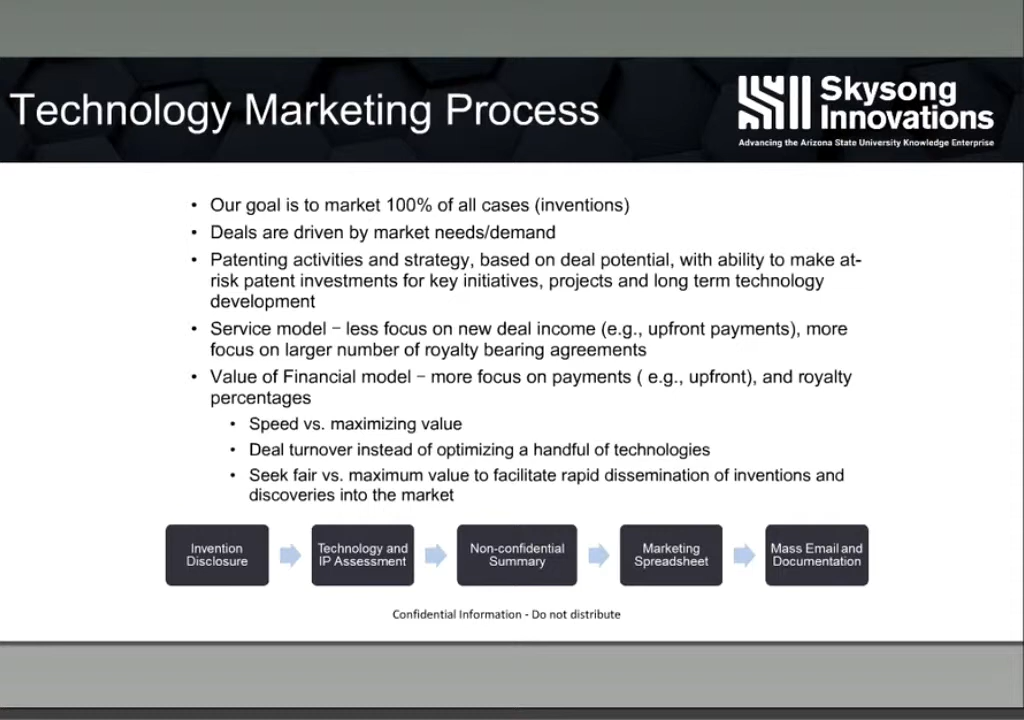 Technology Marketing Process
Skysong
Innovations
Advancing the Arizona State University Knowledge Enterprise
• Our goal is to market 100% of all cases (inventions)
• Deals are driven by market needs/demand
• Patenting activities and strategy, based on deal potential, with ability to make at-
risk patent investments for key initiatives, projects and long term technology
development
• Service model – less focus on new deal income (e.g., upfront payments), more
focus on larger number of royalty bearing agreements
• Value of Financial model – more focus on payments ( e.g., upfront), and royalty
percentages
• Speed vs. maximizing value
• Deal turnover instead of optimizing a handful of technologies
• Seek fair vs. maximum value to facilitate rapid dissemination of inventions and
discoveries into the market
Invention
Disclosure
Technology and
IP Assessment
Non-confidential
Summary
Marketing
Spreadsheet
Mass Email and
Documentation
Confidential Information - Do not distribute